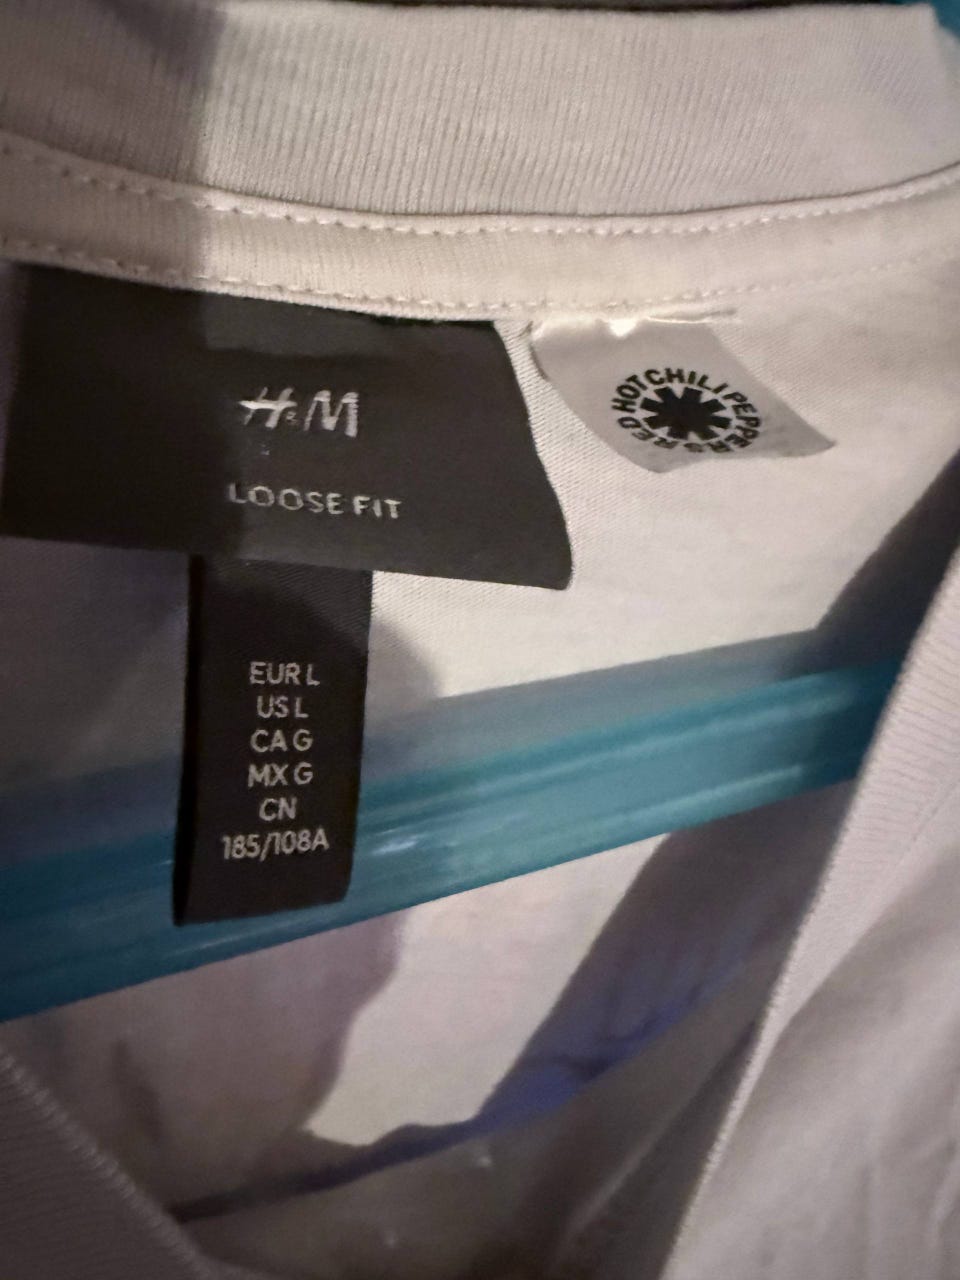 H&M
LOOSE FIT
RED HOT CHILI PEPPERS
EUR L
US L
CA G
MX G
CN
185/108A